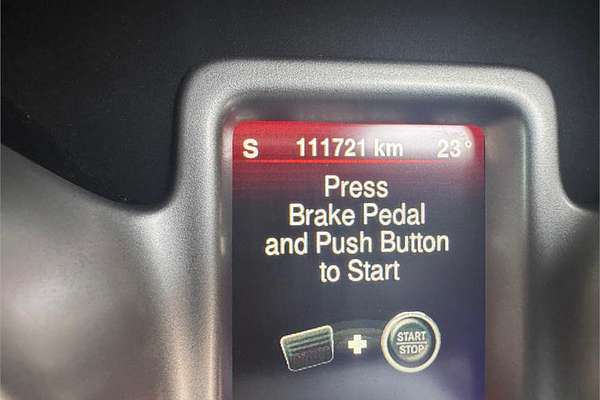 S 111721 km 23°
Press
Brake Pedal
and Push Button
to Start
START
STOP